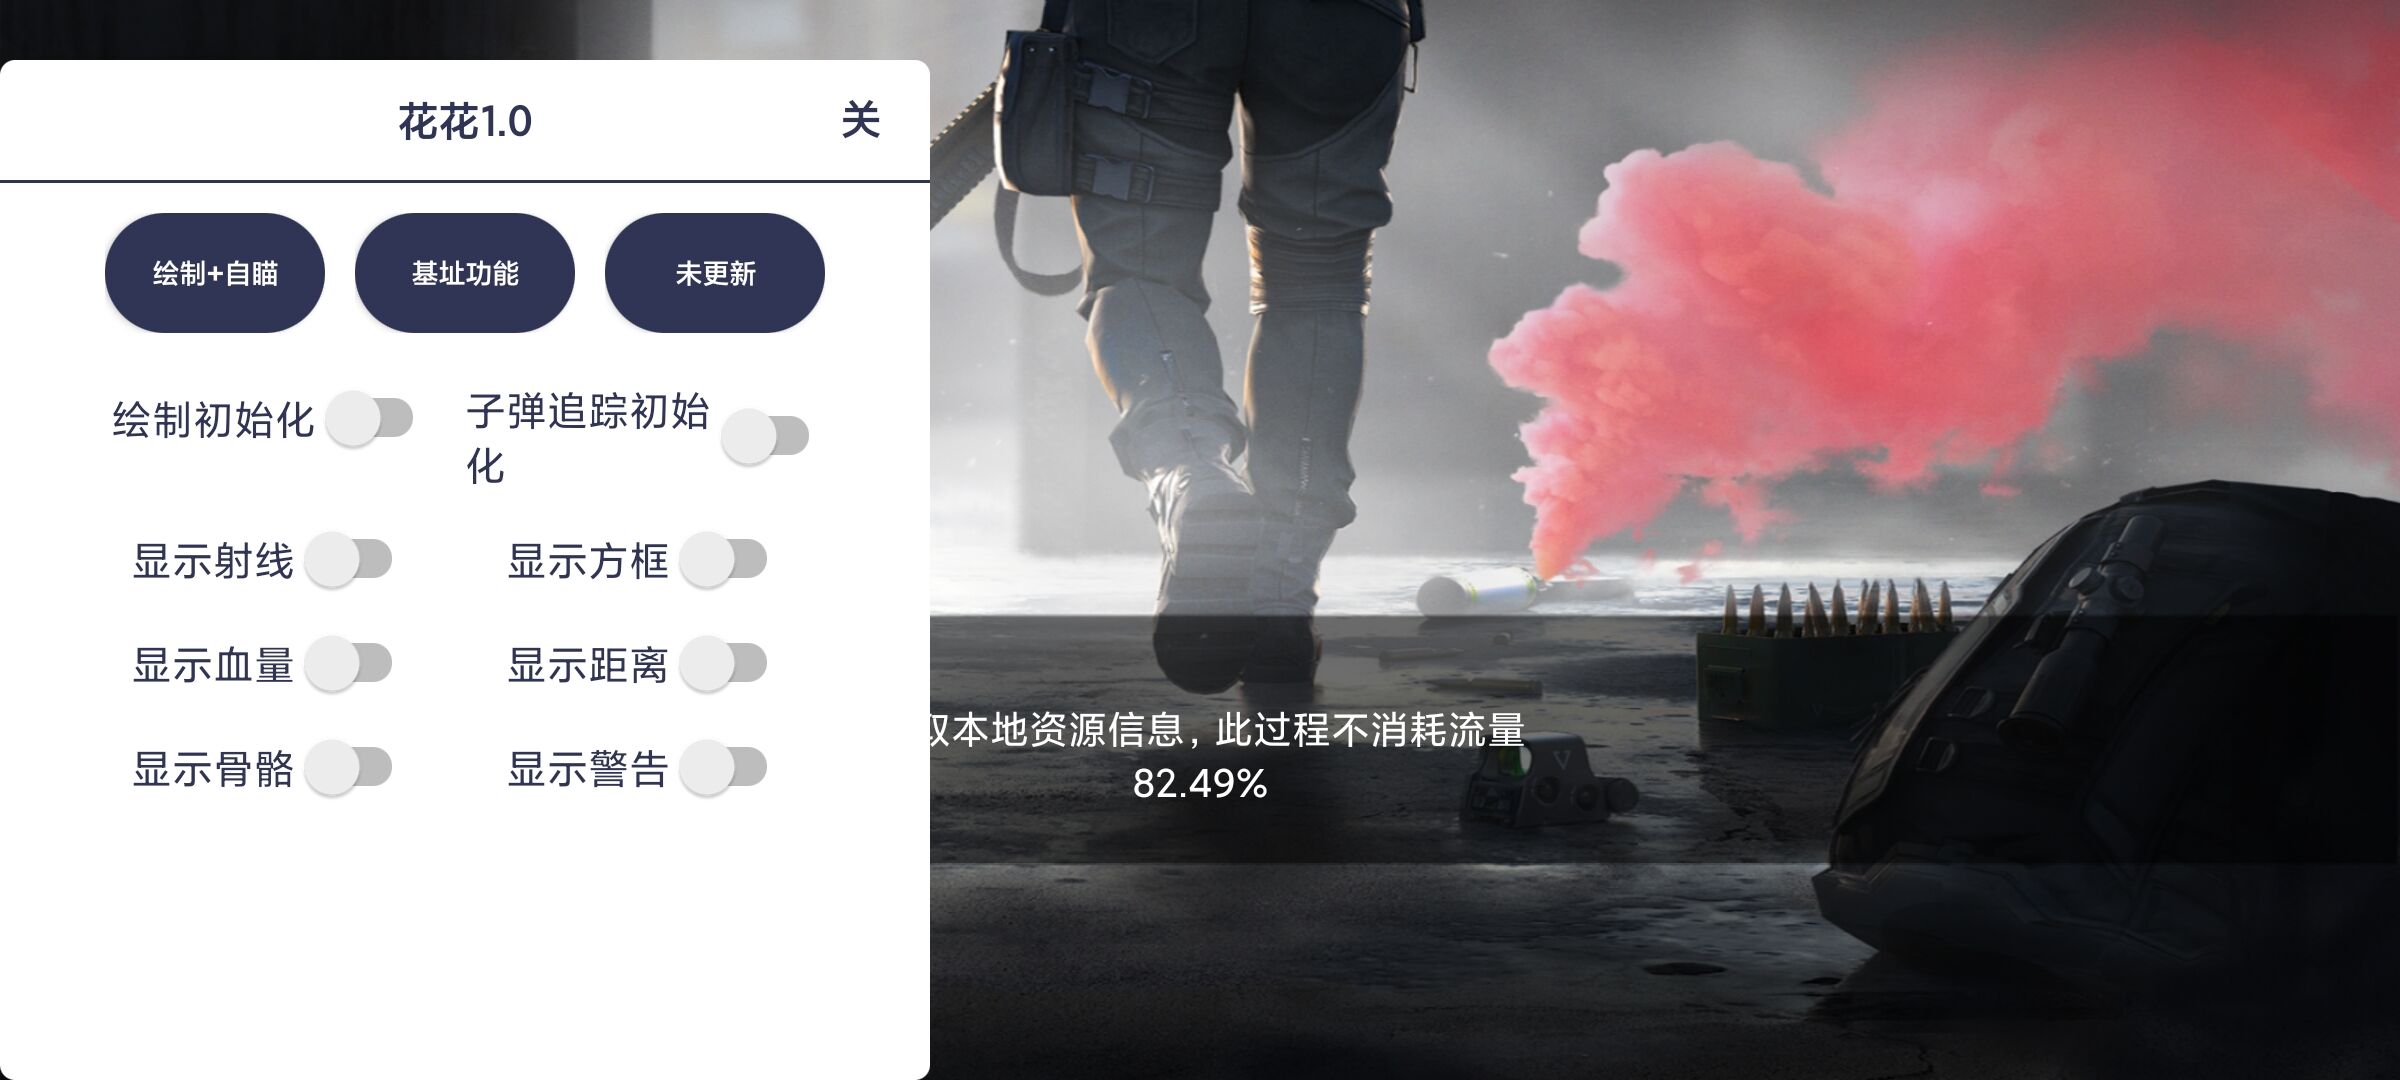 花花1.0
关
绘制+自瞄
基址功能
未更新
绘制初始化
子弹追踪初始
化
显示射线
显示方框
显示血量
显示距离
显示骨骼
显示警告
取本地资源信息，此过程不消耗流量
82.49%